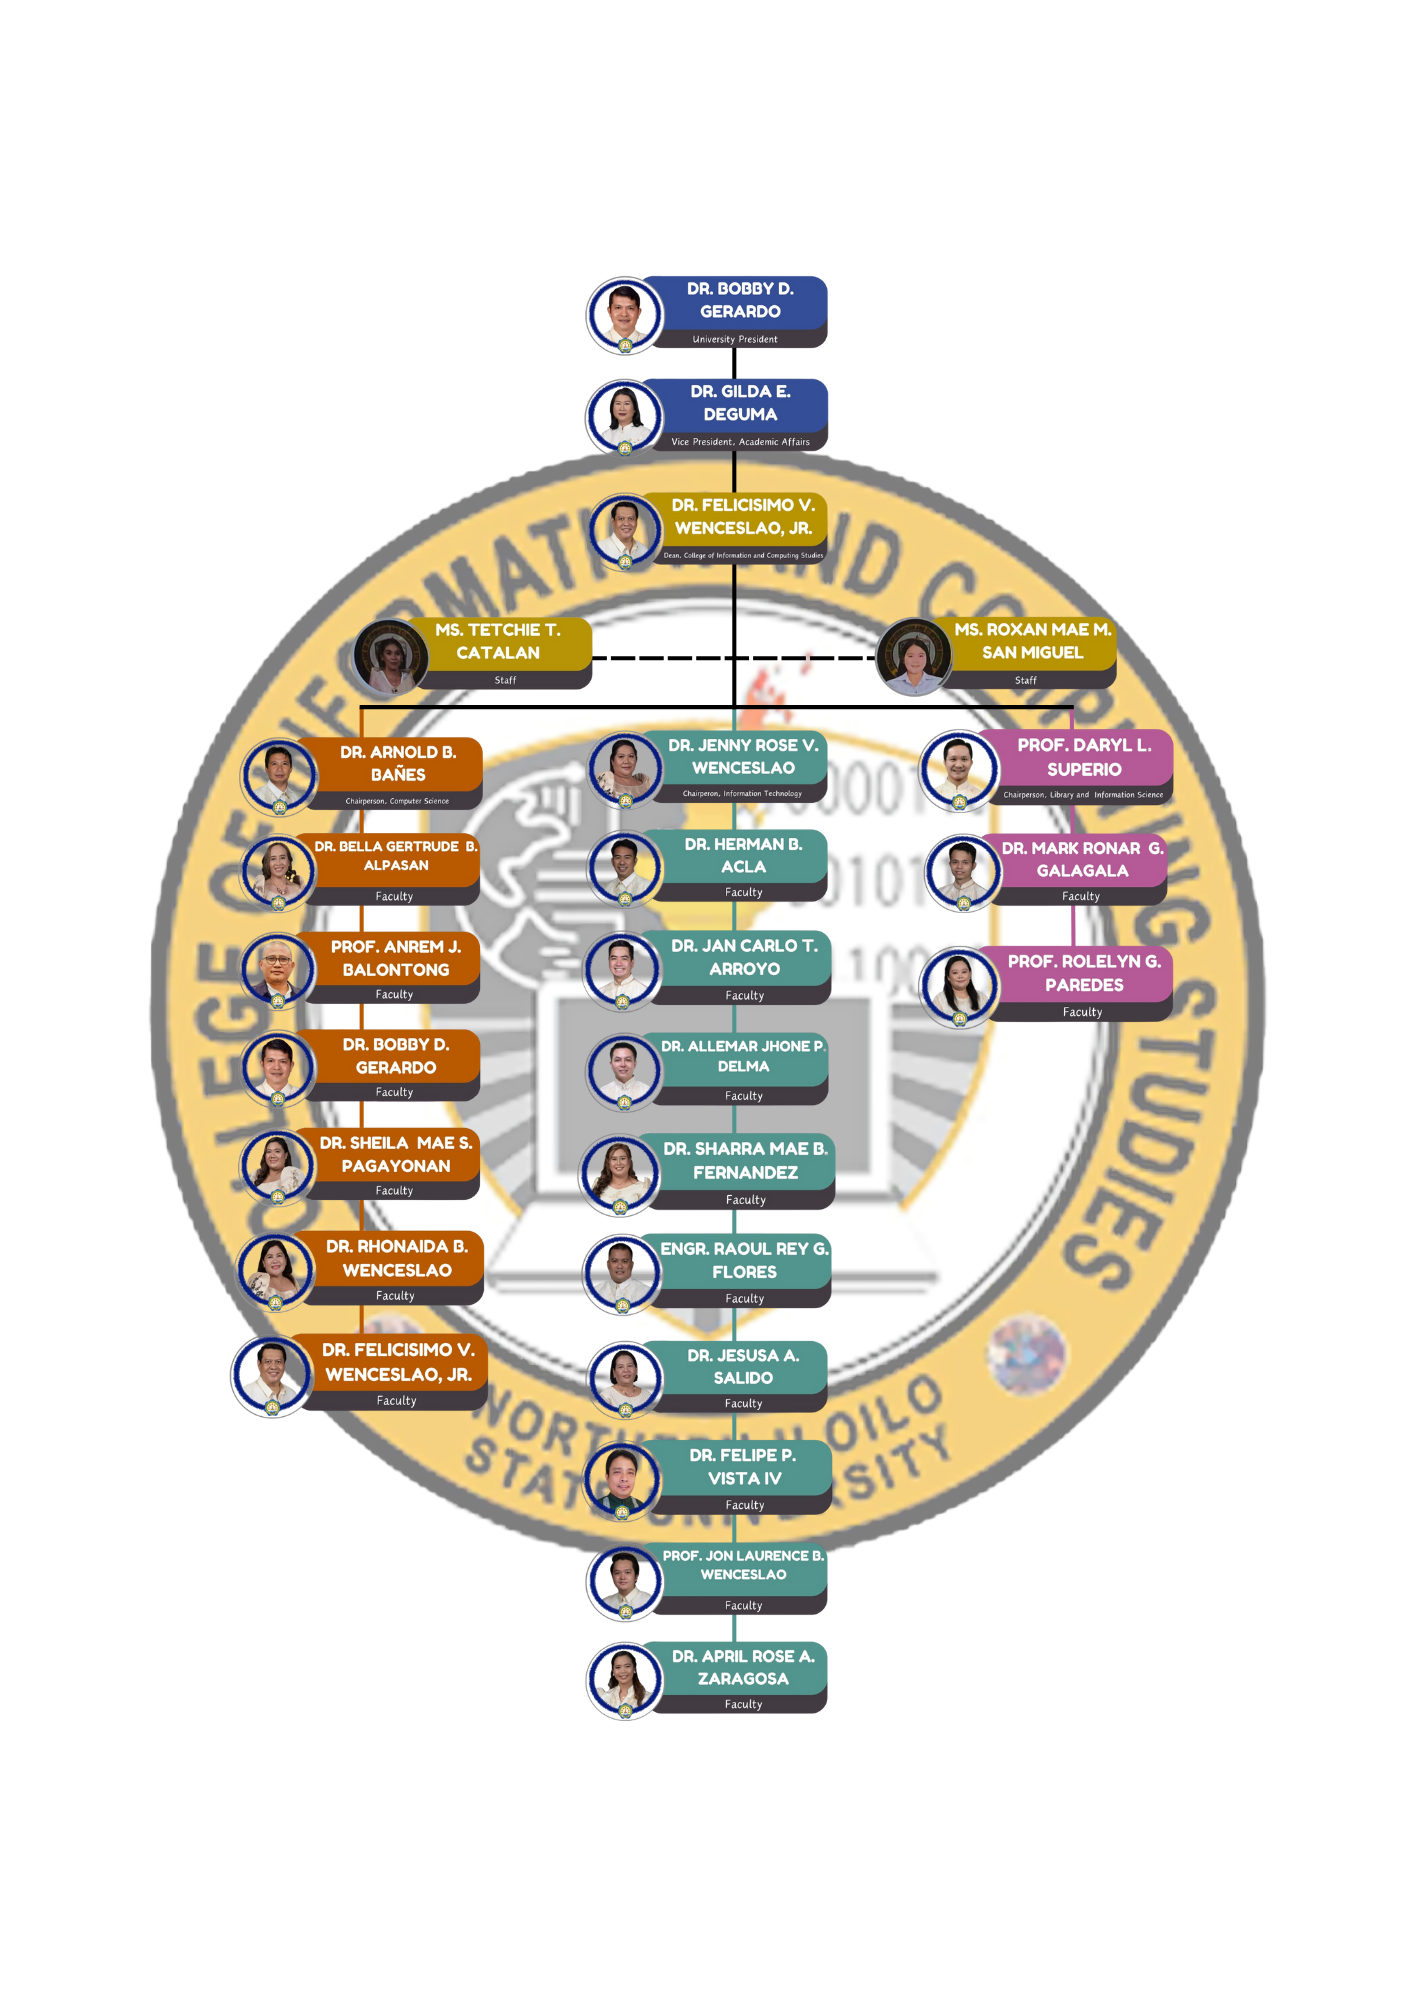 DR. BOBBY D.
GERARDO
University President
DR. GILDA E.
DEGUMA
Vice President, Academic Affairs
DR. FELICISIMO V.
WENCESLAO, JR.
Dean, College of Information and Computing Studies
MS. TETCHIE T.
CATALAN
Staff
MS. ROXAN MAE M.
SAN MIGUEL
Staff
DR. ARNOLD B.
BAÑES
Chairperson, Computer Science
DR. BELLA GERTRUDE B.
ALPASAN
Faculty
PROF. ANREM J.
BALONTONG
Faculty
DR. BOBBY D.
GERARDO
Faculty
DR. SHEILA MAE S.
PAGAYONAN
Faculty
DR. RHONAIDA B.
WENCESLAO
Faculty
DR. FELICISIMO V.
WENCESLAO, JR.
Faculty
DR. JENNY ROSE V.
WENCESLAO
Chairperon, Information Technology
DR. HERMAN B.
ACLA
Faculty
DR. JAN CARLO T.
ARROYO
Faculty
DR. ALLEMAR JHONE P.
DELMA
Faculty
DR. SHARRA MAE B.
FERNANDEZ
Faculty
ENGR. RAOUL REY G.
FLORES
Faculty
DR. JESUSA A.
SALIDO
Faculty
DR. FELIPE P.
VISTA IV
Faculty
PROF. JON LAURENCE B.
WENCESLAO
Faculty
DR. APRIL ROSE A.
ZARAGOSA
Faculty
PROF. DARYL L.
SUPERIO
Chairperson, Library and Information Science
DR. MARK RONAR G.
GALAGALA
Faculty
PROF. ROLELYN G.
PAREDES
Faculty
COLLEGE OF INFORMATION AND COMPUTING STUDIES
NORTHERN ILOILO
STATE UNIVERSITY